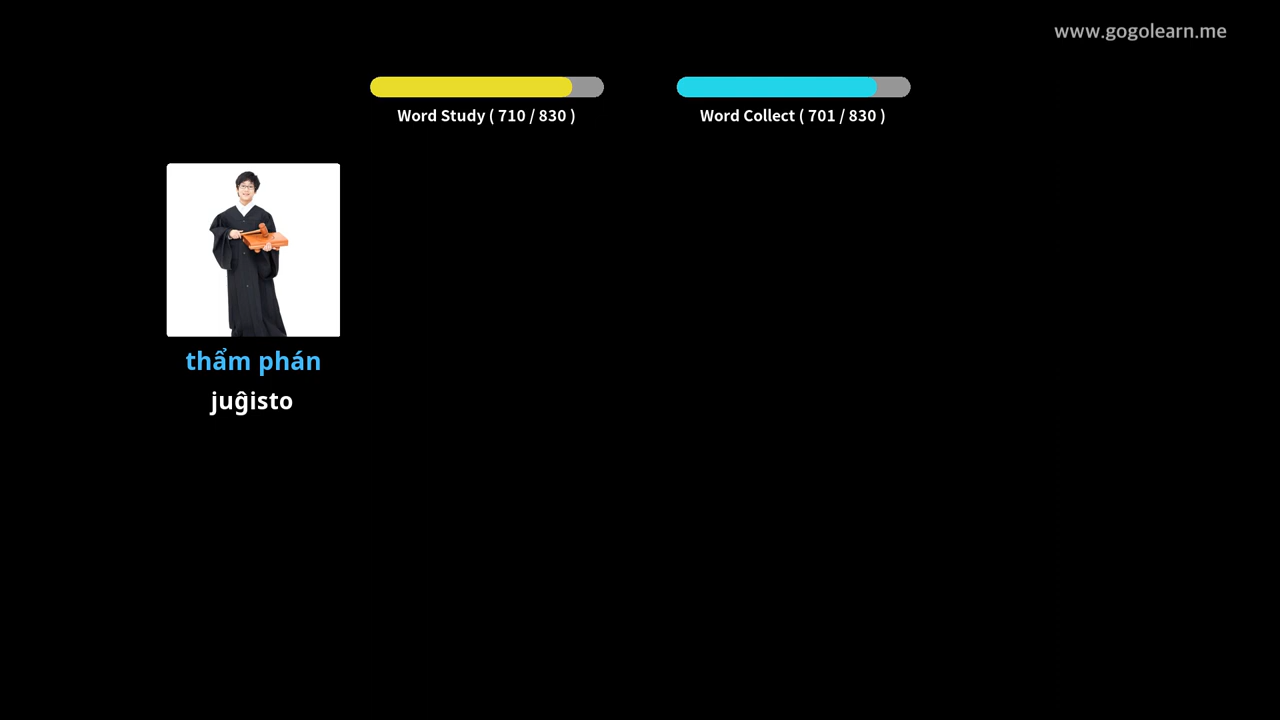 www.gogolearn.me
Word Study ( 710 / 830 )
Word Collect ( 701 / 830 )
thẩm phán
juĝisto